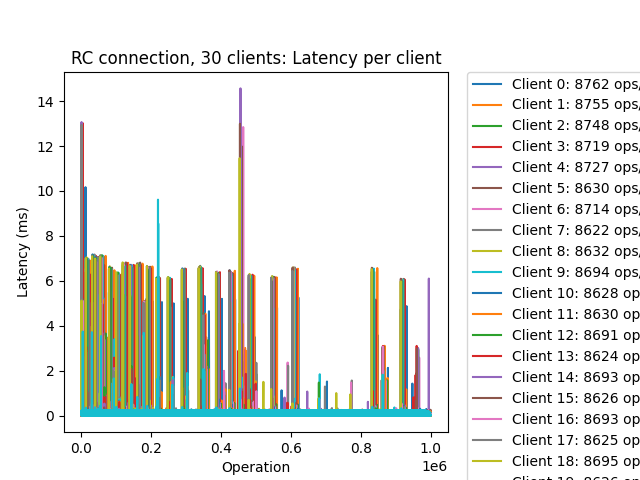 RC connection, 30 clients: Latency per client
Latency (ms)
14
12
10
8
6
4
2
0
0.0 0.2 0.4 0.6 0.8 1.0
1e6
Operation
Client 0: 8762 ops/
Client 1: 8755 ops/
Client 2: 8748 ops/
Client 3: 8719 ops/
Client 4: 8727 ops/
Client 5: 8630 ops/
Client 6: 8714 ops/
Client 7: 8622 ops/
Client 8: 8632 ops/
Client 9: 8694 ops/
Client 10: 8628 op
Client 11: 8630 op
Client 12: 8691 op
Client 13: 8624 op
Client 14: 8693 op
Client 15: 8626 op
Client 16: 8693 op
Client 17: 8625 op
Client 18: 8695 op